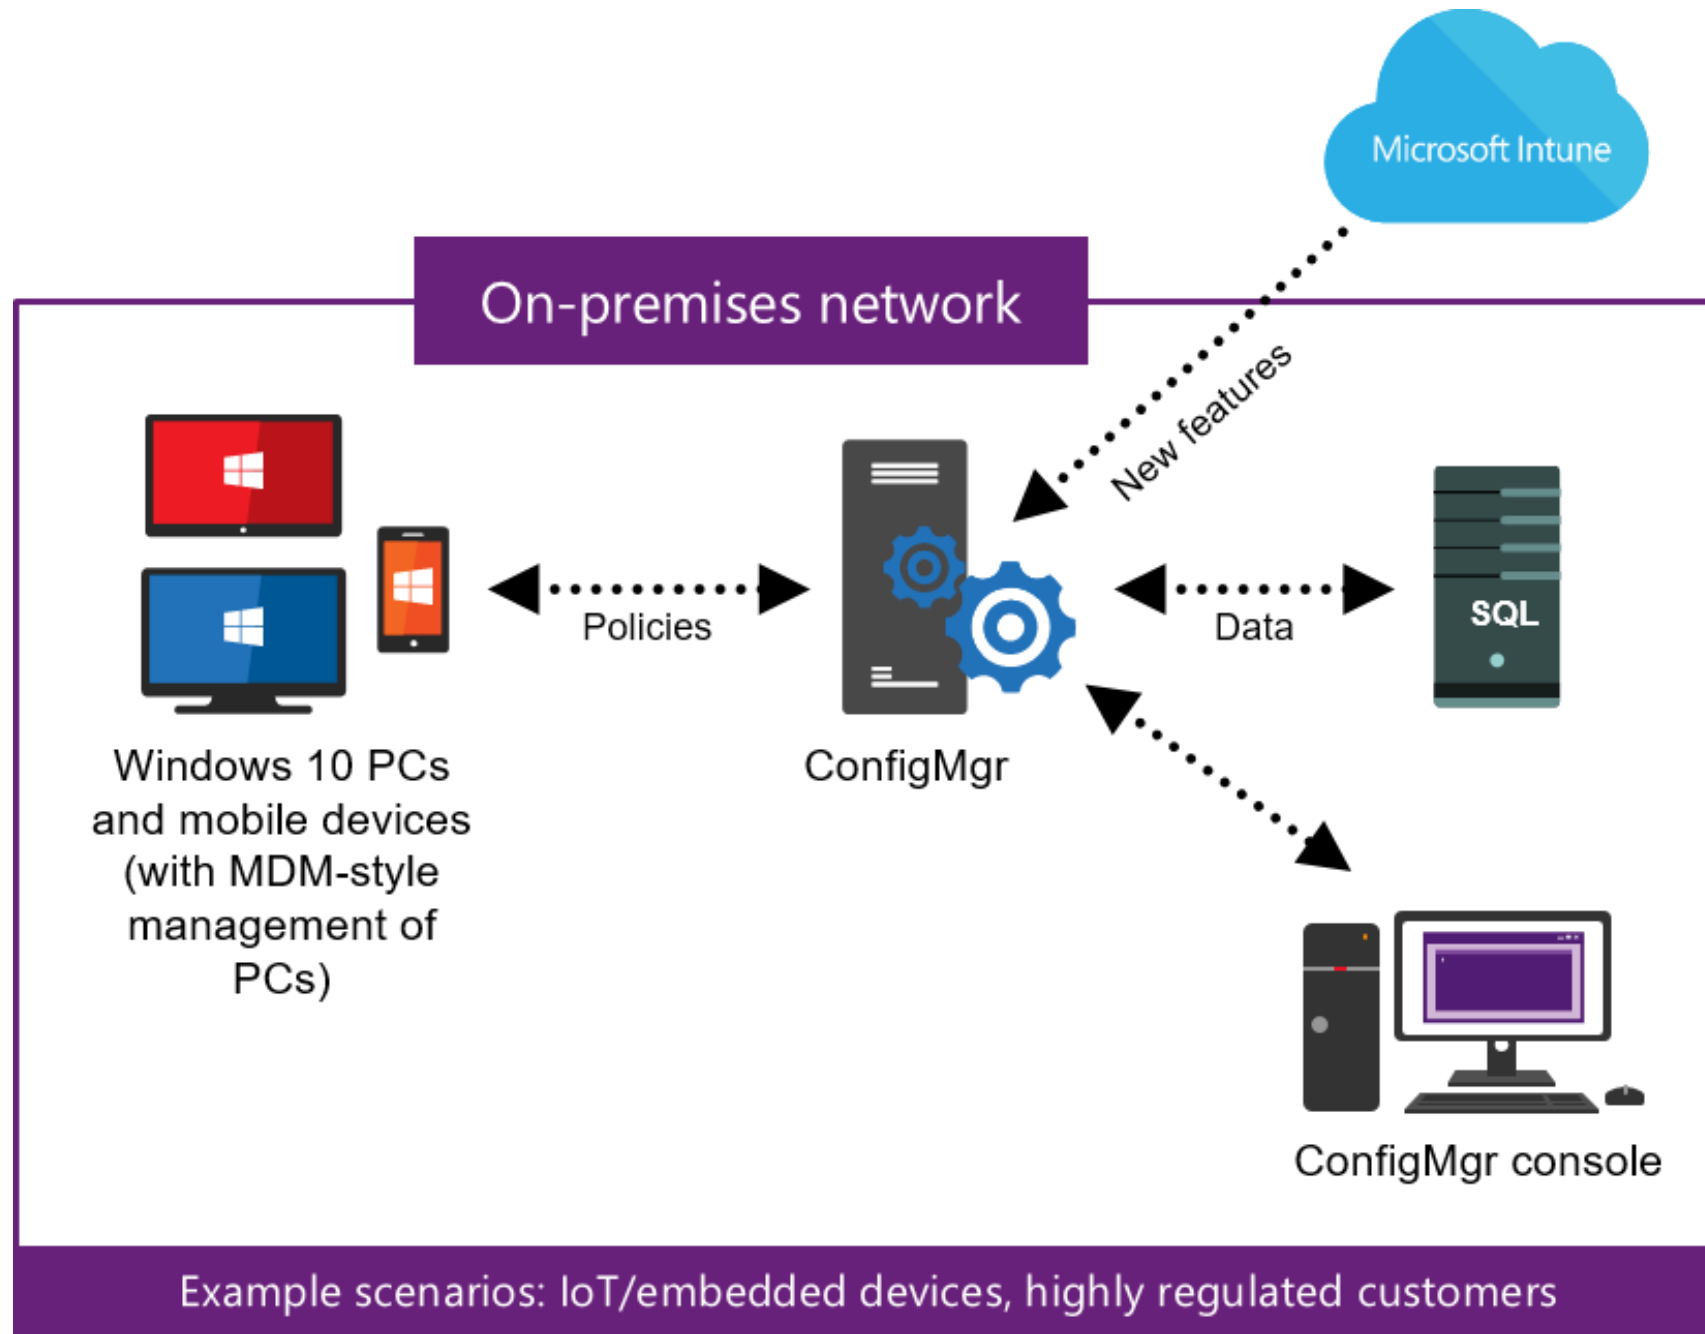 Microsoft Intune
On-premises network
New features
Policies
Data
SQL
Windows 10 PCs
and mobile devices
(with MDM-style
management of
PCs)
ConfigMgr
ConfigMgr console
Example scenarios: IoT/embedded devices, highly regulated customers